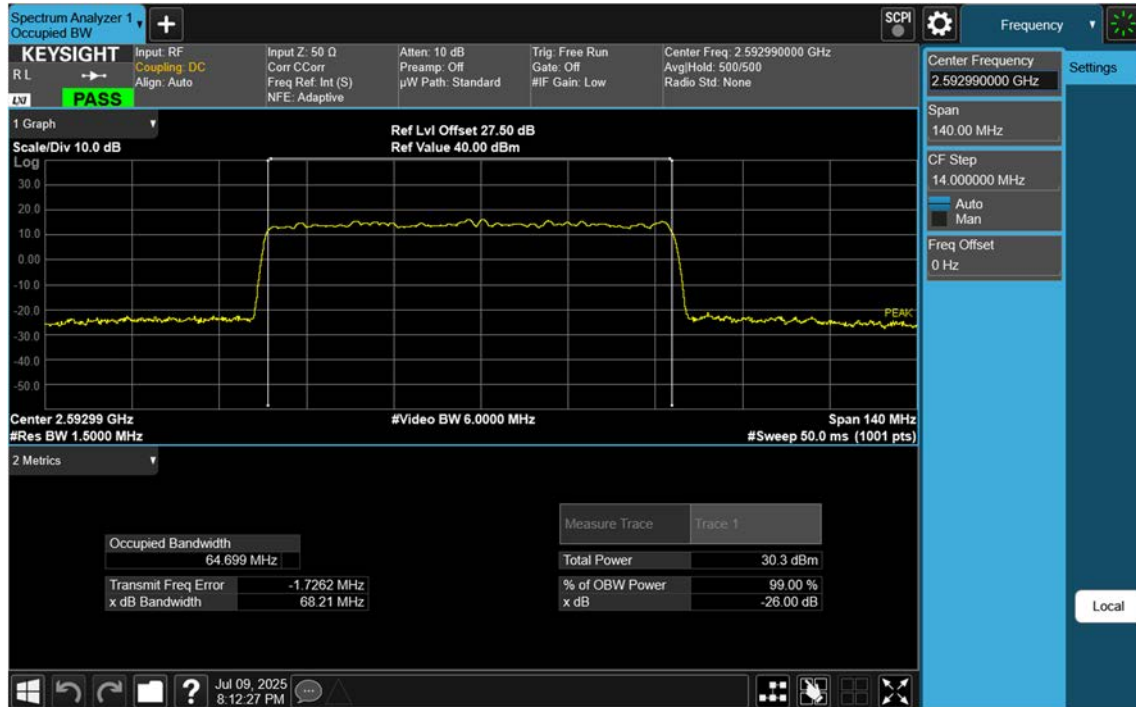 Spectrum Analyzer 1
Occupied BW
SCPI
Frequency
KEYSIGHT
R L
LXI
PASS
Input: RF
Coupling: DC
Align: Auto
Input Z: 50 Ω
Corr CCorr
Freq Ref: Int (S)
NFE: Adaptive
Atten: 10 dB
Preamp: Off
µW Path: Standard
Trig: Free Run
Gate: Off
#IF Gain: Low
Center Freq: 2.592990000 GHz
Avg|Hold: 500/500
Radio Std: None
Center Frequency
2.592990000 GHz
Settings
Span
140.00 MHz
CF Step
14.000000 MHz
Auto
Man
Freq Offset
0 Hz
Local
1 Graph
Scale/Div 10.0 dB
Ref Lvl Offset 27.50 dB
Ref Value 40.00 dBm
Log
30.0
20.0
10.0
0.00
-10.0
-20.0
-30.0
-40.0
-50.0
PEAK
Center 2.59299 GHz
#Video BW 6.0000 MHz
Span 140 MHz
#Res BW 1.5000 MHz
#Sweep 50.0 ms (1001 pts)
2 Metrics
Measure Trace Trace 1
Occupied Bandwidth
64.699 MHz
Total Power 30.3 dBm
Transmit Freq Error -1.7262 MHz
% of OBW Power 99.00 %
x dB Bandwidth 68.21 MHz
x dB -26.00 dB
?
Jul 09, 2025
8:12:27 PM